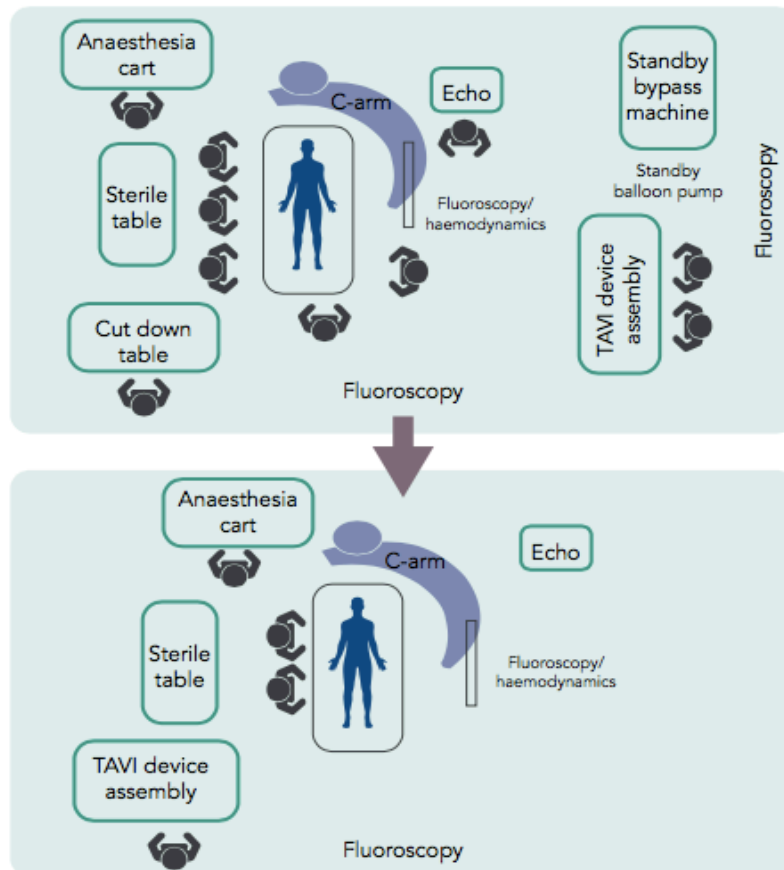 Anaesthesia
cart
C-arm
Echo
Standby
bypass
machine
Sterile
table
Fluoroscopy/
haemodynamics
Standby
balloon pump
Fluoroscopy
TAVI device
assembly
Cut down
table
Fluoroscopy
Anaesthesia
cart
C-arm
Echo
Sterile
table
Fluoroscopy/
haemodynamics
TAVI device
assembly
Fluoroscopy